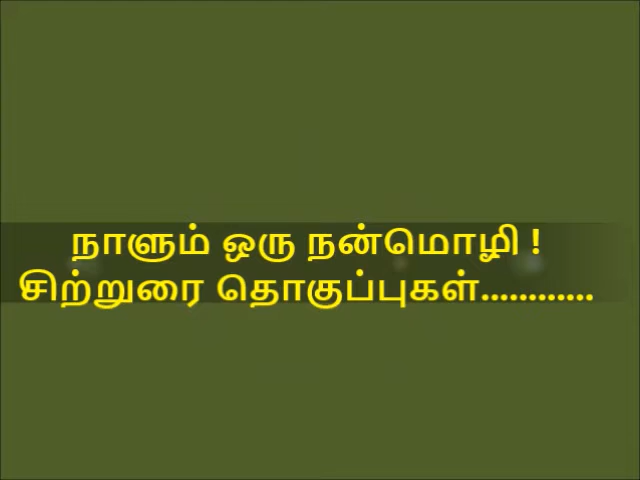 நாளும் ஒரு நன்மொழி !
சிற்றுரை தொகுப்புகள்............